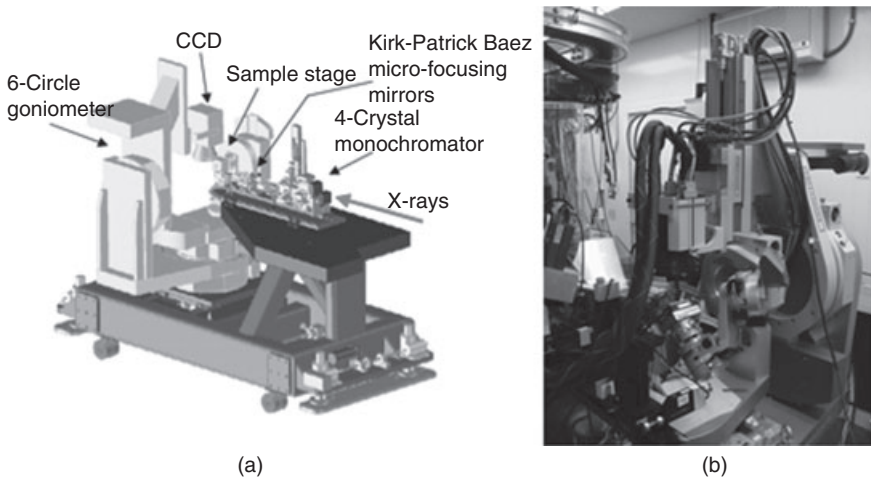 CCD
Kirk-Patrick Baez
micro-focusing
mirrors
Sample stage
6-Circle
goniometer
4-Crystal
monochromator
X-rays
(a)
(b)